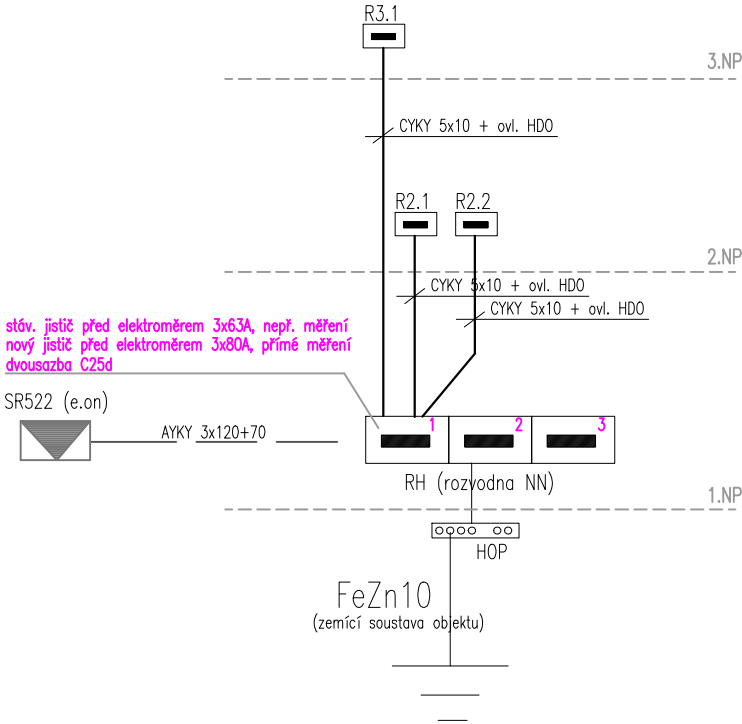 R3.1
3.NP
CYKY 5x10 + ovl. HDO
R2.1
R2.2
2.NP
CYKY 5x10 + ovl. HDO
CYKY 5x10 + ovl. HDO
stáv. jistič před elektroměrem 3x63A, nepř. měření
nový jistič před elektroměrem 3x80A, přímé měření
dvousazba C25d
SR522 (e.on)
AYKY 3x120+70
1
2
3
RH (rozvodna NN)
1.NP
HOP
FeZn10
(zemící soustava objektu)